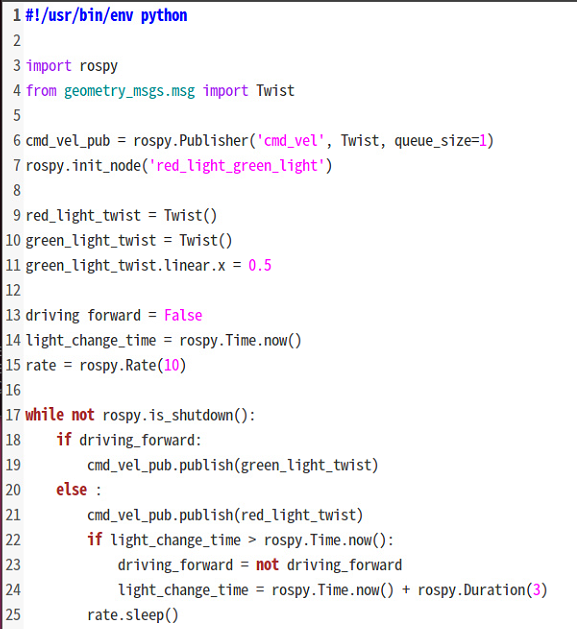 1 #!/usr/bin/env python
2
3 import rospy
4 from geometry_msgs.msg import Twist
5
6 cmd_vel_pub = rospy.Publisher('cmd_vel', Twist, queue_size=1)
7 rospy.init_node('red_light_green_light')
8
9 red_light_twist = Twist()
10 green_light_twist = Twist()
11 green_light_twist.linear.x = 0.5
12
13 driving forward = False
14 light_change_time = rospy.Time.now()
15 rate = rospy.Rate(10)
16
17 while not rospy.is_shutdown():
18     if driving_forward:
19         cmd_vel_pub.publish(green_light_twist)
20     else :
21         cmd_vel_pub.publish(red_light_twist)
22         if light_change_time > rospy.Time.now():
23             driving_forward = not driving_forward
24             light_change_time = rospy.Time.now() + rospy.Duration(3)
25         rate.sleep()